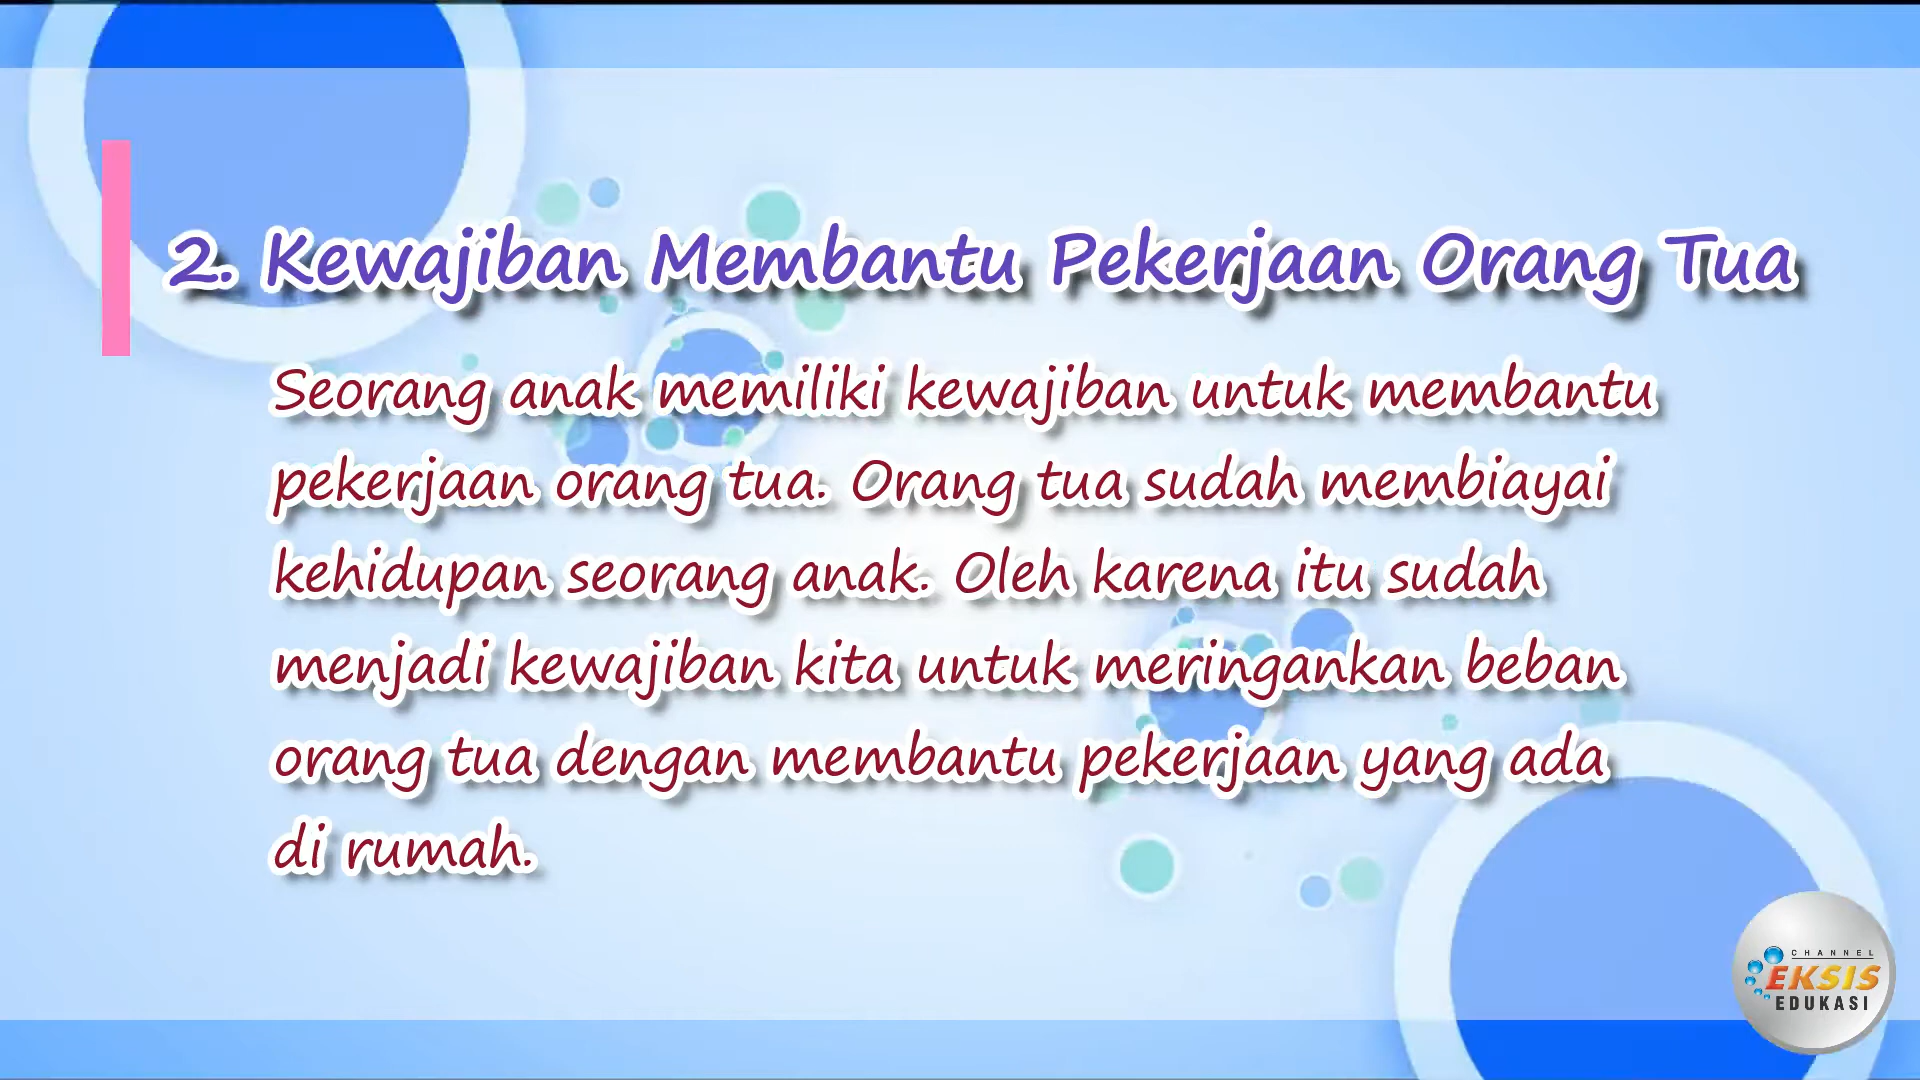 2. Kewajiban Membantu Pekerjaan Orang Tua
Seorang anak memiliki kewajiban untuk membantu
pekerjaan orang tua. Orang tua sudah membiayai
kehidupan seorang anak. Oleh karena itu sudah
menjadi kewajiban kita untuk meringankan beban
orang tua dengan membantu pekerjaan yang ada
di rumah.
CHANNEL
EKSIS
EDUKASI